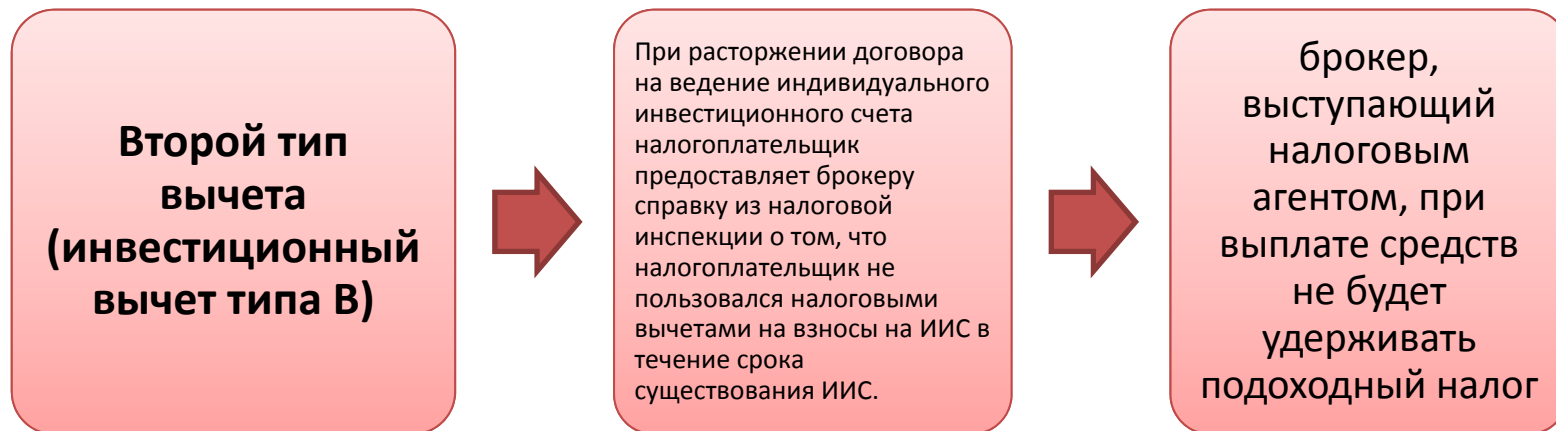 Второй тип
вычета
(инвестиционный
вычет типа В)
При расторжении договора
на ведение индивидуального
инвестиционного счета
налогоплательщик
предоставляет брокеру
справку из налоговой
инспекции о том, что
налогоплательщик не
пользовался налоговыми
вычетами на взносы на ИИС в
течение срока
существования ИИС.
брокер,
выступающий
налоговым
агентом, при
выплате средств
не будет
удерживать
подоходный налог